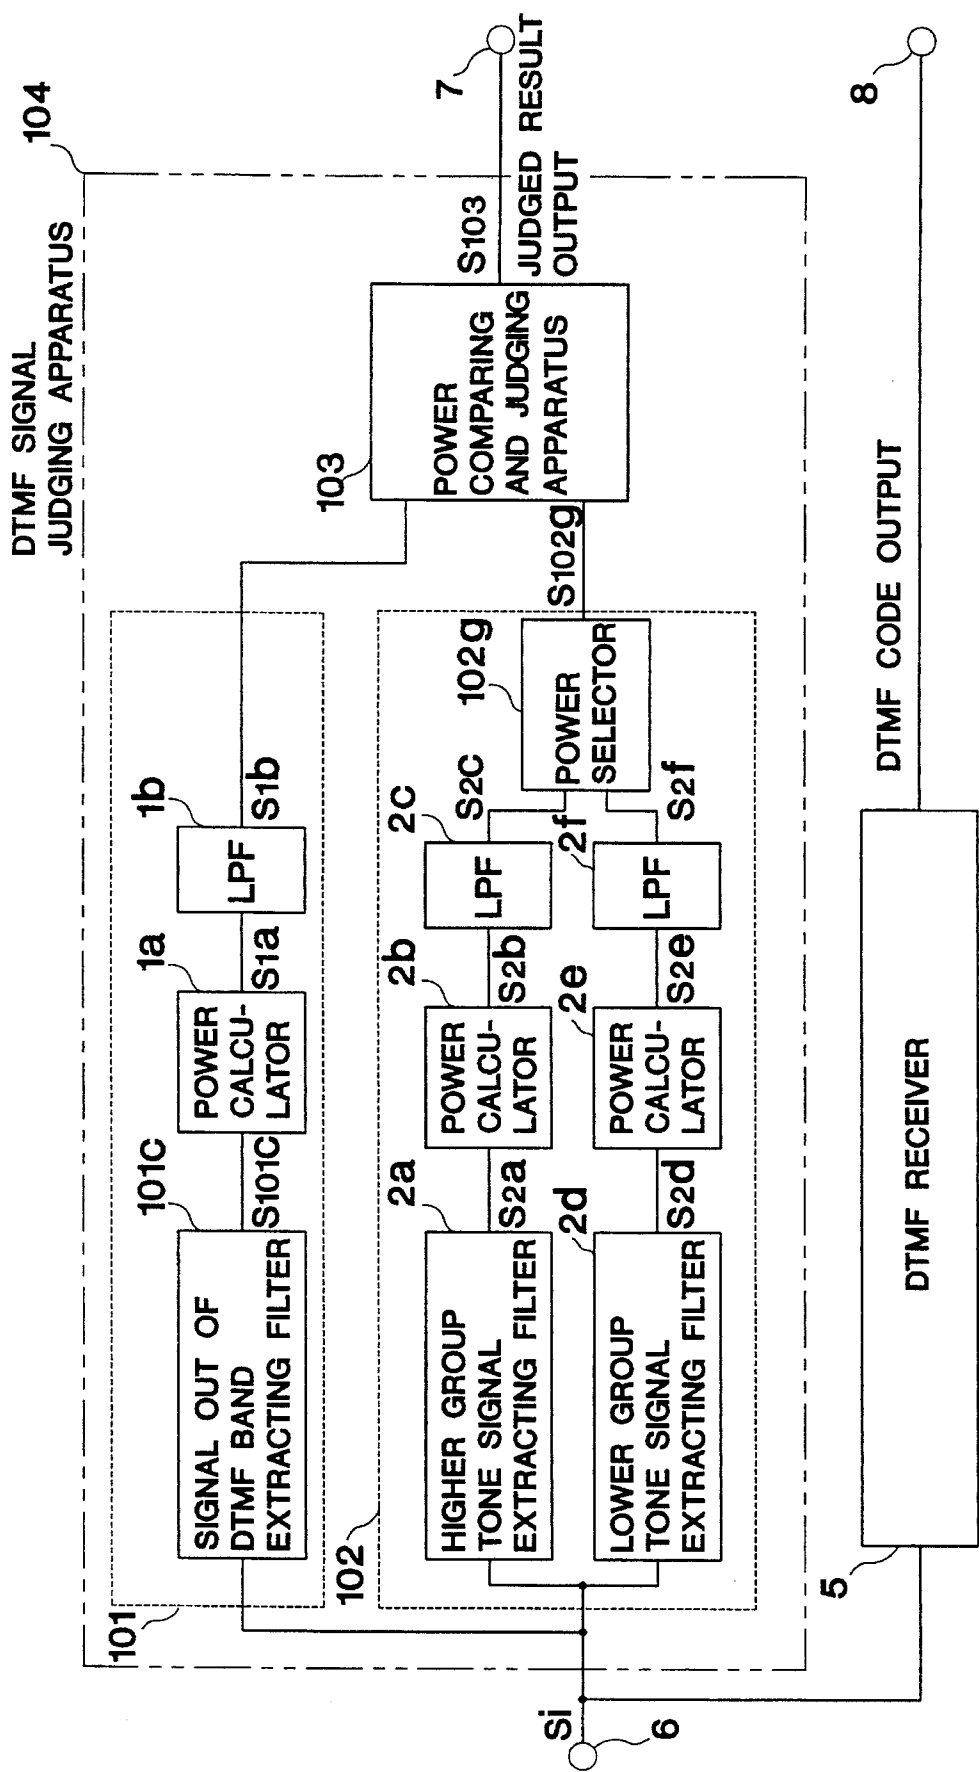 DTMF SIGNAL
JUDGING APPARATUS
104
101
101C
SIGNAL OUT OF
DTMF BAND
EXTRACTING FILTER
S101C
1a
POWER
CALCU-
LATOR
S1a
1b
LPF
S1b
102
2a
HIGHER GROUP
TONE SIGNAL
EXTRACTING FILTER
S2a
2b
POWER
CALCU-
LATOR
S2b
2C
LPF
S2C
2d
LOWER GROUP
TONE SIGNAL
EXTRACTING FILTER
S2d
2e
POWER
CALCU-
LATOR
S2e
2f
LPF
S2f
102g
POWER
SELECTOR
S102g
103
POWER
COMPARING
AND JUDGING
APPARATUS
S103
JUDGED RESULT
OUTPUT
7
Si
6
5
DTMF RECEIVER
DTMF CODE OUTPUT
8